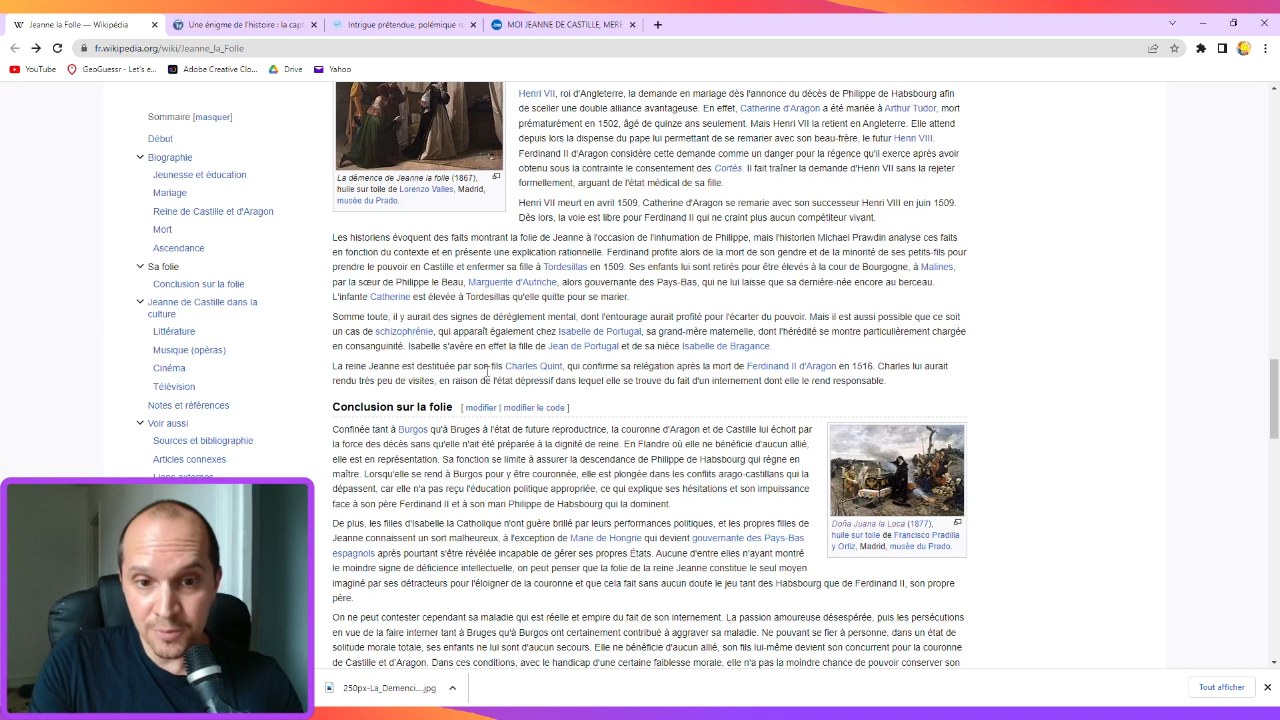 Jeanne la Folle — Wikipédia
Une énigme de l'histoire : la capt
Intrigue prétendue, polémique r
MOI JEANNE DE CASTILLE, MERE
fr.wikipedia.org/wiki/Jeanne_la_Folle
YouTube
GeoGuessr - Let's e...
Adobe Creative Clo...
Drive
Yahoo
Sommaire [masquer]
Début
Biographie
Jeunesse et éducation
Mariage
Reine de Castille et d'Aragon
Mort
Ascendance
Sa folie
Conclusion sur la folie
Jeanne de Castille dans la
culture
Littérature
Musique (opéras)
Cinéma
Télévision
Notes et références
Voir aussi
Sources et bibliographie
Articles connexes
Liens externes
La démence de Jeanne la folie (1867),
huile sur toile de Lorenzo Valles, Madrid,
musée du Prado.
Henri VII, roi d'Angleterre, la demande en mariage dès l'annonce du décès de Philippe de Habsbourg afin
de sceller une double alliance avantageuse. En effet, Catherine d'Aragon a été mariée à Arthur Tudor, mort
prématurément en 1502, âgé de quinze ans seulement. Mais Henri VII la retient en Angleterre. Elle attend
depuis lors la dispense du pape lui permettant de se remarier avec son beau-frère, le futur Henri VIII.
Ferdinand II d'Aragon considère cette demande comme un danger pour la régence qu'il exerce après avoir
obtenu sous la contrainte le consentement des Cortès. Il fait traîner la demande d'Henri VII sans la rejeter
formellement, arguant de l'état médical de sa fille.
Henri VII meurt en avril 1509, Catherine d'Aragon se remarie avec son successeur Henri VIII en juin 1509.
Dès lors, la voie est libre pour Ferdinand II qui ne craint plus aucun compétiteur vivant.
Les historiens évoquent des faits montrant la folie de Jeanne à l'occasion de l'inhumation de Philippe, mais l'historien Michael Prawdin analyse ces faits
en fonction du contexte et en présente une explication rationnelle. Ferdinand profite alors de la mort de son gendre et de la minorité de ses petits-fils pour
prendre le pouvoir en Castille et enfermer sa fille à Tordesillas en 1509. Ses enfants lui sont retirés pour être élevés à la cour de Bourgogne, à Malines,
par la sœur de Philippe le Beau, Marguerite d'Autriche, alors gouvernante des Pays-Bas, qui ne lui laisse que sa dernière-née encore au berceau.
L'infante Catherine est élevée à Tordesillas qu'elle quitte pour se marier.
Somme toute, il y aurait des signes de dérèglement mental, dont l'entourage aurait profité pour l'écarter du pouvoir. Mais il est aussi possible que ce soit
un cas de schizophrénie, qui apparaît également chez Isabelle de Portugal, sa grand-mère maternelle, dont l'hérédité se montre particulièrement chargée
en consanguinité. Isabelle s'avère en effet la fille de Jean de Portugal et de sa nièce Isabelle de Bragance.
La reine Jeanne est destituée par son fils Charles Quint, qui confirme sa relégation après la mort de Ferdinand II d'Aragon en 1516. Charles lui aurait
rendu très peu de visites, en raison de l'état dépressif dans lequel elle se trouve du fait d'un internement dont elle le rend responsable.
Conclusion sur la folie [ modifier | modifier le code ]
Confinée tant à Burgos qu'à Bruges à l'état de future reproductrice, la couronne d'Aragon et de Castille lui échoit par
la force des décès sans qu'elle n'ait été préparée à la dignité de reine. En Flandre où elle ne bénéficie d'aucun allié,
elle est en représentation. Sa fonction se limite à assurer la descendance de Philippe de Habsbourg qui règne en
maître. Lorsqu'elle se rend à Burgos pour y être couronnée, elle est plongée dans les conflits arago-castillans qui la
dépassent, car elle n'a pas reçu l'éducation politique appropriée, ce qui explique ses hésitations et son impuissance
face à son père Ferdinand II et à son mari Philippe de Habsbourg qui la dominent.
Doña Juana la Loca (1877),
huile sur toile de Francisco Pradilla
y Ortiz, Madrid, musée du Prado.
De plus, les filles d'Isabelle la Catholique n'ont guère brillé par leurs performances politiques, et les propres filles de
Jeanne connaissent un sort malheureux, à l'exception de Marie de Hongrie qui devient gouvernante des Pays-Bas
espagnols après pourtant s'être révélée incapable de gérer ses propres États. Aucune d'entre elles n'ayant montré
le moindre signe de déficience intellectuelle, on peut penser que la folie de la reine Jeanne constitue le seul moyen
imaginé par ses détracteurs pour l'éloigner de la couronne et que cela fait sans aucun doute le jeu tant des Habsbourg que de Ferdinand II, son propre
père.
On ne peut contester cependant sa maladie qui est réelle et empire du fait de son internement. La passion amoureuse désespérée, puis les persécutions
en vue de la faire interner tant à Bruges qu'à Burgos ont certainement contribué à aggraver sa maladie. Ne pouvant se fier à personne, dans un état de
solitude morale totale, ses enfants ne lui sont d'aucun secours. Elle ne bénéficie d'aucun allié, son fils lui-même devient son concurrent pour la couronne
de Castille et d'Aragon. Dans ces conditions, avec le handicap d'une certaine faiblesse morale, elle n'a pas la moindre chance de pouvoir conserver son
250px-La_Demenci....jpg
Tout afficher